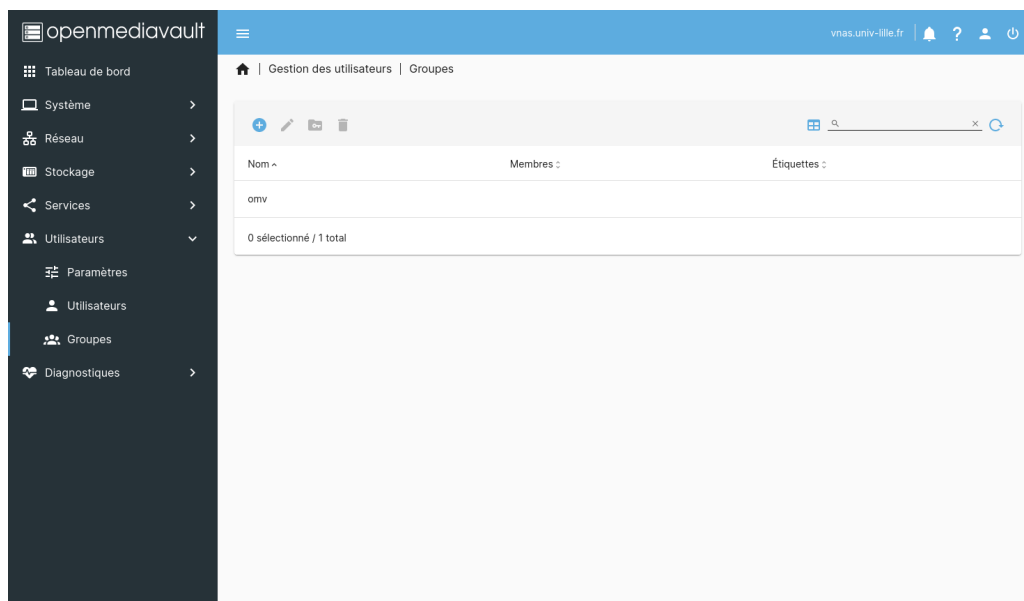 openmediavault
vnas.univ-lille.fr
Tableau de bord
Système
Réseau
Stockage
Services
Utilisateurs
Paramètres
Utilisateurs
Groupes
Diagnostiques
| Gestion des utilisateurs | Groupes
Nom Membres Étiquettes
omv
0 sélectionné / 1 total